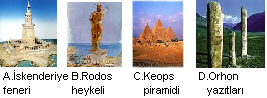 A.İskenderiye feneri
B.Rodos heykeli
C.Keops piramidi
D.Orhon yazıtları